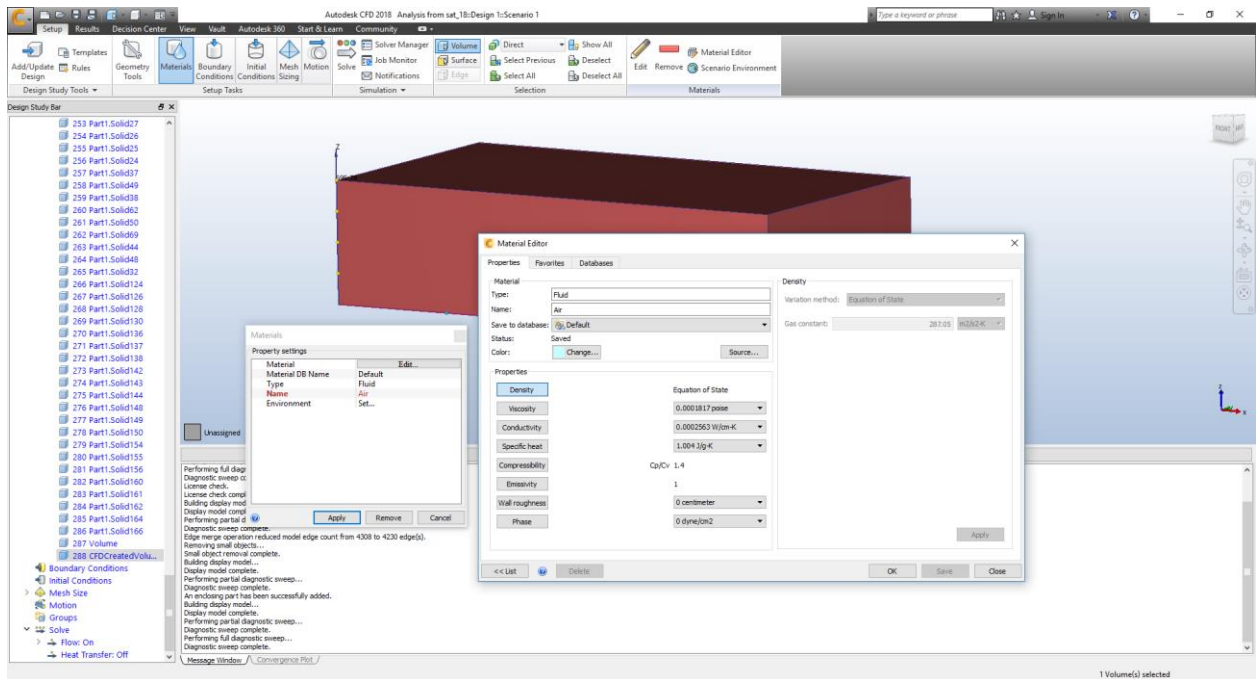 Autodesk CFD 2018 Analysis from sat_18::Design 1::Scenario 1
Type a keyword or phrase
Sign In
Setup Results Decision Center View Vault Autodesk 360 Start & Learn Community
Add/Update Design
Templates
Rules
Geometry Tools
Materials
Boundary Conditions
Initial Conditions
Mesh Sizing
Motion
Solve
Solver Manager
Job Monitor
Notifications
Volume
Surface
Edge
Direct
Select Previous
Select All
Show All
Deselect
Deselect All
Edit
Remove
Material Editor
Scenario Environment
Design Study Tools
Setup Tasks
Simulation
Selection
Materials
Design Study Bar
253 Part1.Solid27
254 Part1.Solid26
255 Part1.Solid25
256 Part1.Solid24
257 Part1.Solid37
258 Part1.Solid49
259 Part1.Solid38
260 Part1.Solid62
261 Part1.Solid50
262 Part1.Solid69
263 Part1.Solid44
264 Part1.Solid48
265 Part1.Solid32
266 Part1.Solid124
267 Part1.Solid126
268 Part1.Solid128
269 Part1.Solid130
270 Part1.Solid136
271 Part1.Solid137
272 Part1.Solid138
273 Part1.Solid142
274 Part1.Solid143
275 Part1.Solid144
276 Part1.Solid148
277 Part1.Solid149
278 Part1.Solid150
279 Part1.Solid154
280 Part1.Solid155
281 Part1.Solid156
282 Part1.Solid160
283 Part1.Solid161
284 Part1.Solid162
285 Part1.Solid164
286 Part1.Solid166
287 Volume
288 CFDCreatedVolu...
Boundary Conditions
Initial Conditions
Mesh Size
Motion
Groups
Solve
Flow: On
Heat Transfer: Off
Z
FRONT
Unassigned
Materials
Property settings
Material Edit...
Material DB Name Default
Type Fluid
Name Air
Environment Set...
Apply Remove Cancel
Material Editor
Properties Favorites Databases
Material
Type: Fluid
Name: Air
Save to database: Default
Status: Saved
Color: Change... Source...
Properties
Density Equation of State
Viscosity 0.0001817 poise
Conductivity 0.0002563 W/cm-K
Specific heat 1.004 J/g-K
Compressibility Cp/Cv 1.4
Emissivity 1
Wall roughness 0 centimeter
Phase 0 dyne/cm2
Density
Variation method: Equation of State
Gas constant: 287.05 m2/s2-K
Apply
<< List Delete OK Save Close
z
x
Performing full diagn
Diagnostic sweep co
License check.
License check compl
Building display mod
Display model compl
Performing partial d
Diagnostic sweep complete.
Edge merge operation reduced model edge count from 4308 to 4230 edge(s).
Removing small objects...
Small object removal complete.
Building display model...
Display model complete.
Performing partial diagnostic sweep...
Diagnostic sweep complete.
An enclosing part has been successfully added.
Building display model...
Display model complete.
Performing partial diagnostic sweep...
Diagnostic sweep complete.
Performing full diagnostic sweep...
Diagnostic sweep complete.
Message Window Convergence Plot
1 Volume(s) selected